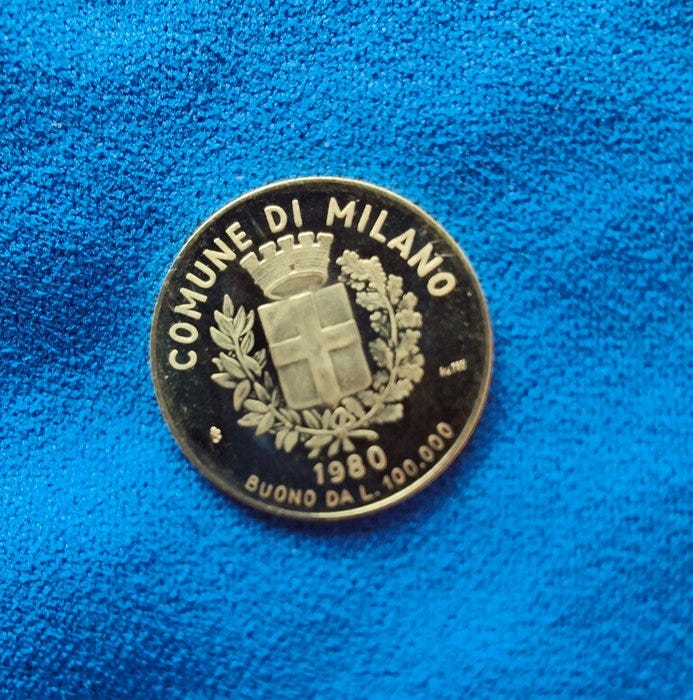 COMUNE DI MILANO
1980
BUONO DA L. 100.000